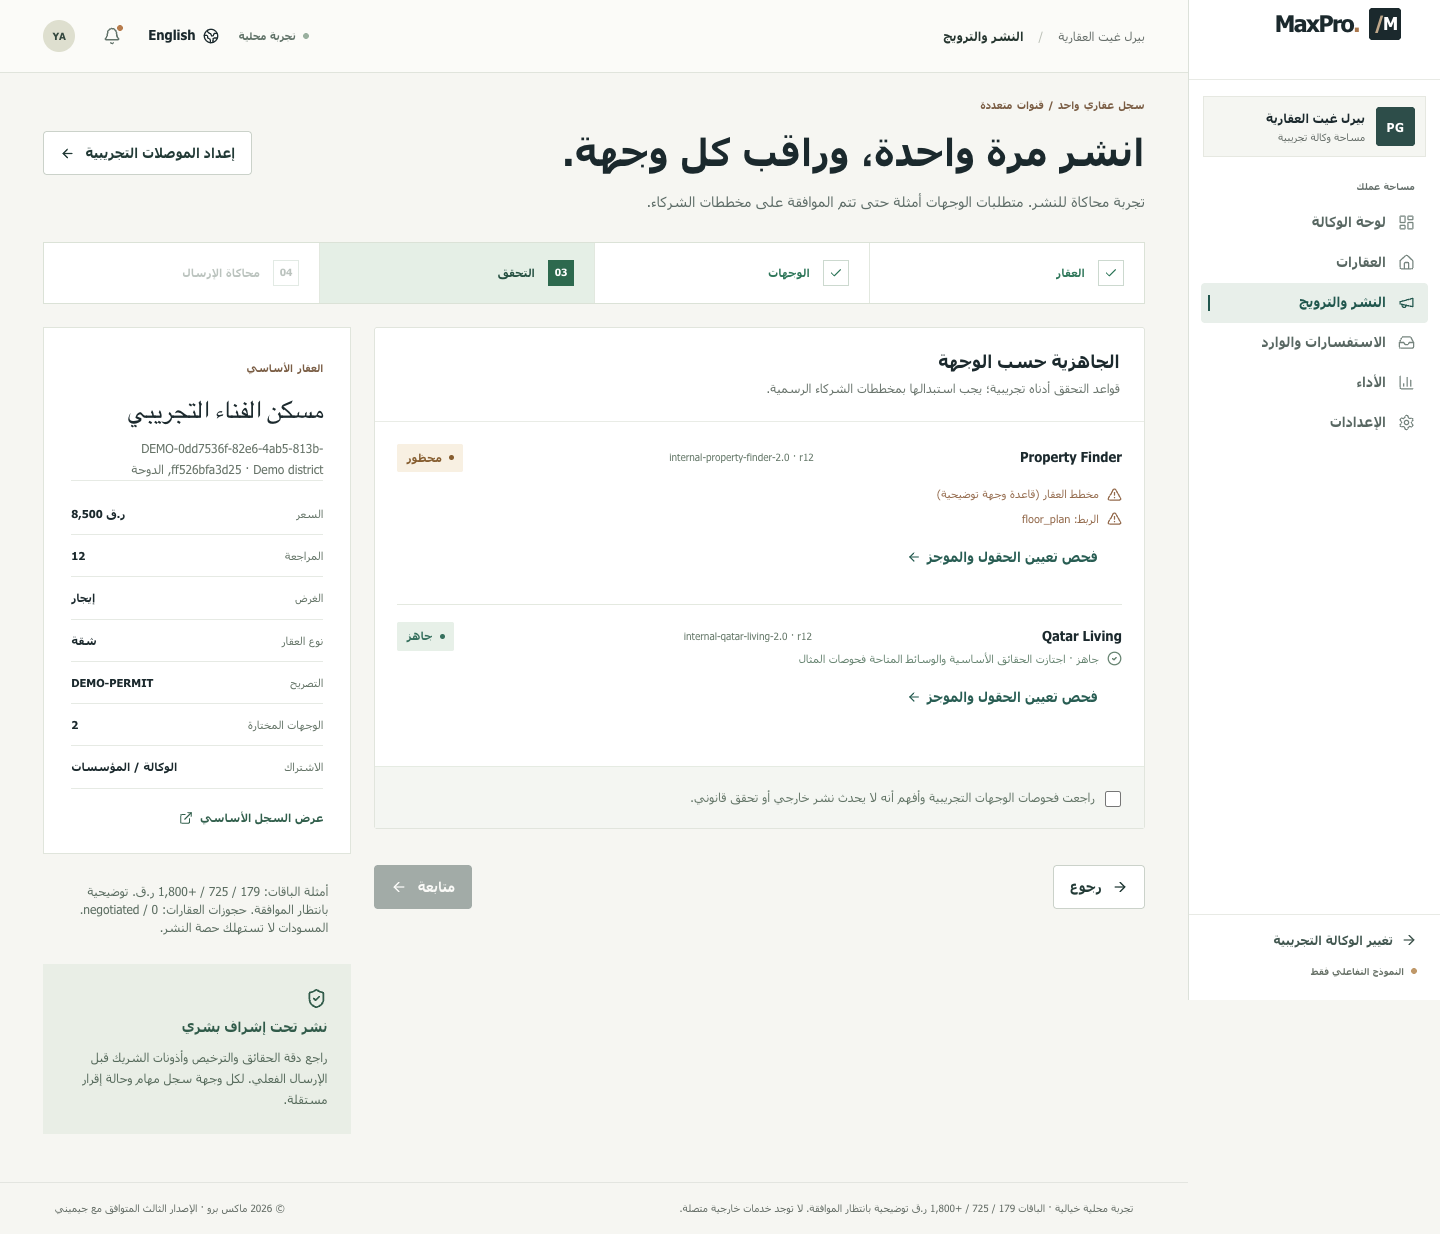 MaxPro.
/M
PG
بيرل غيت العقارية
مساحة وكالة تجريبية
مساحة عملك
لوحة الوكالة
العقارات
النشر والترويج
الاستفسارات والوارد
الأداء
الإعدادات
تغيير الوكالة التجريبية
النموذج التفاعلي فقط
بيرل غيت العقارية / النشر والترويج
تجربة محلية
English
YA
سجل عقاري واحد / قنوات متعددة
انشر مرة واحدة، وراقب كل وجهة.
تجربة محاكاة للنشر. متطلبات الوجهات أمثلة حتى تتم الموافقة على مخططات الشركاء.
إعداد الموصلات التجريبية
العقار
الوجهات
03 التحقق
04 محاكاة الإرسال
الجاهزية حسب الوجهة
قواعد التحقق أدناه تجريبية؛ يجب استبدالها بمخططات الشركاء الرسمية.
Property Finder
internal-property-finder-2.0 · r12
محظور
مخطط العقار (قاعدة وجهة توضيحية)
الربط: floor_plan
فحص تعيين الحقول والموجز
Qatar Living
internal-qatar-living-2.0 · r12
جاهز
جاهز · اجتازت الحقائق الأساسية والوسائط المتاحة فحوصات المثال
فحص تعيين الحقول والموجز
راجعت فحوصات الوجهات التجريبية وأفهم أنه لا يحدث نشر خارجي أو تحقق قانوني.
رجوع
متابعة
العقار الأساسي
مسكن الفناء التجريبي
DEMO-0dd7536f-82e6-4ab5-813b-
ff526bfa3d25 · Demo district, الدوحة
السعر
8,500 ر.ق
المراجعة
12
الغرض
إيجار
نوع العقار
شقة
التصريح
DEMO-PERMIT
الوجهات المختارة
2
الاشتراك
الوكالة / المؤسسات
عرض السجل الأساسي
أمثلة الباقات: 179 / 725 / +1,800 ر.ق. توضيحية
بانتظار الموافقة. حجوزات العقارات: 0 / negotiated.
المسودات لا تستهلك حصة النشر.
نشر تحت إشراف بشري
راجع دقة الحقائق والترخيص وأذونات الشريك قبل
الإرسال الفعلي. لكل وجهة سجل مهام وحالة إقرار
مستقلة.
تجربة محلية خيالية · الباقات 179 / 725 / +1,800 ر.ق توضيحية بانتظار الموافقة. لا توجد خدمات خارجية متصلة.
© 2026 ماكس برو · الإصدار الثالث المتوافق مع جيميني